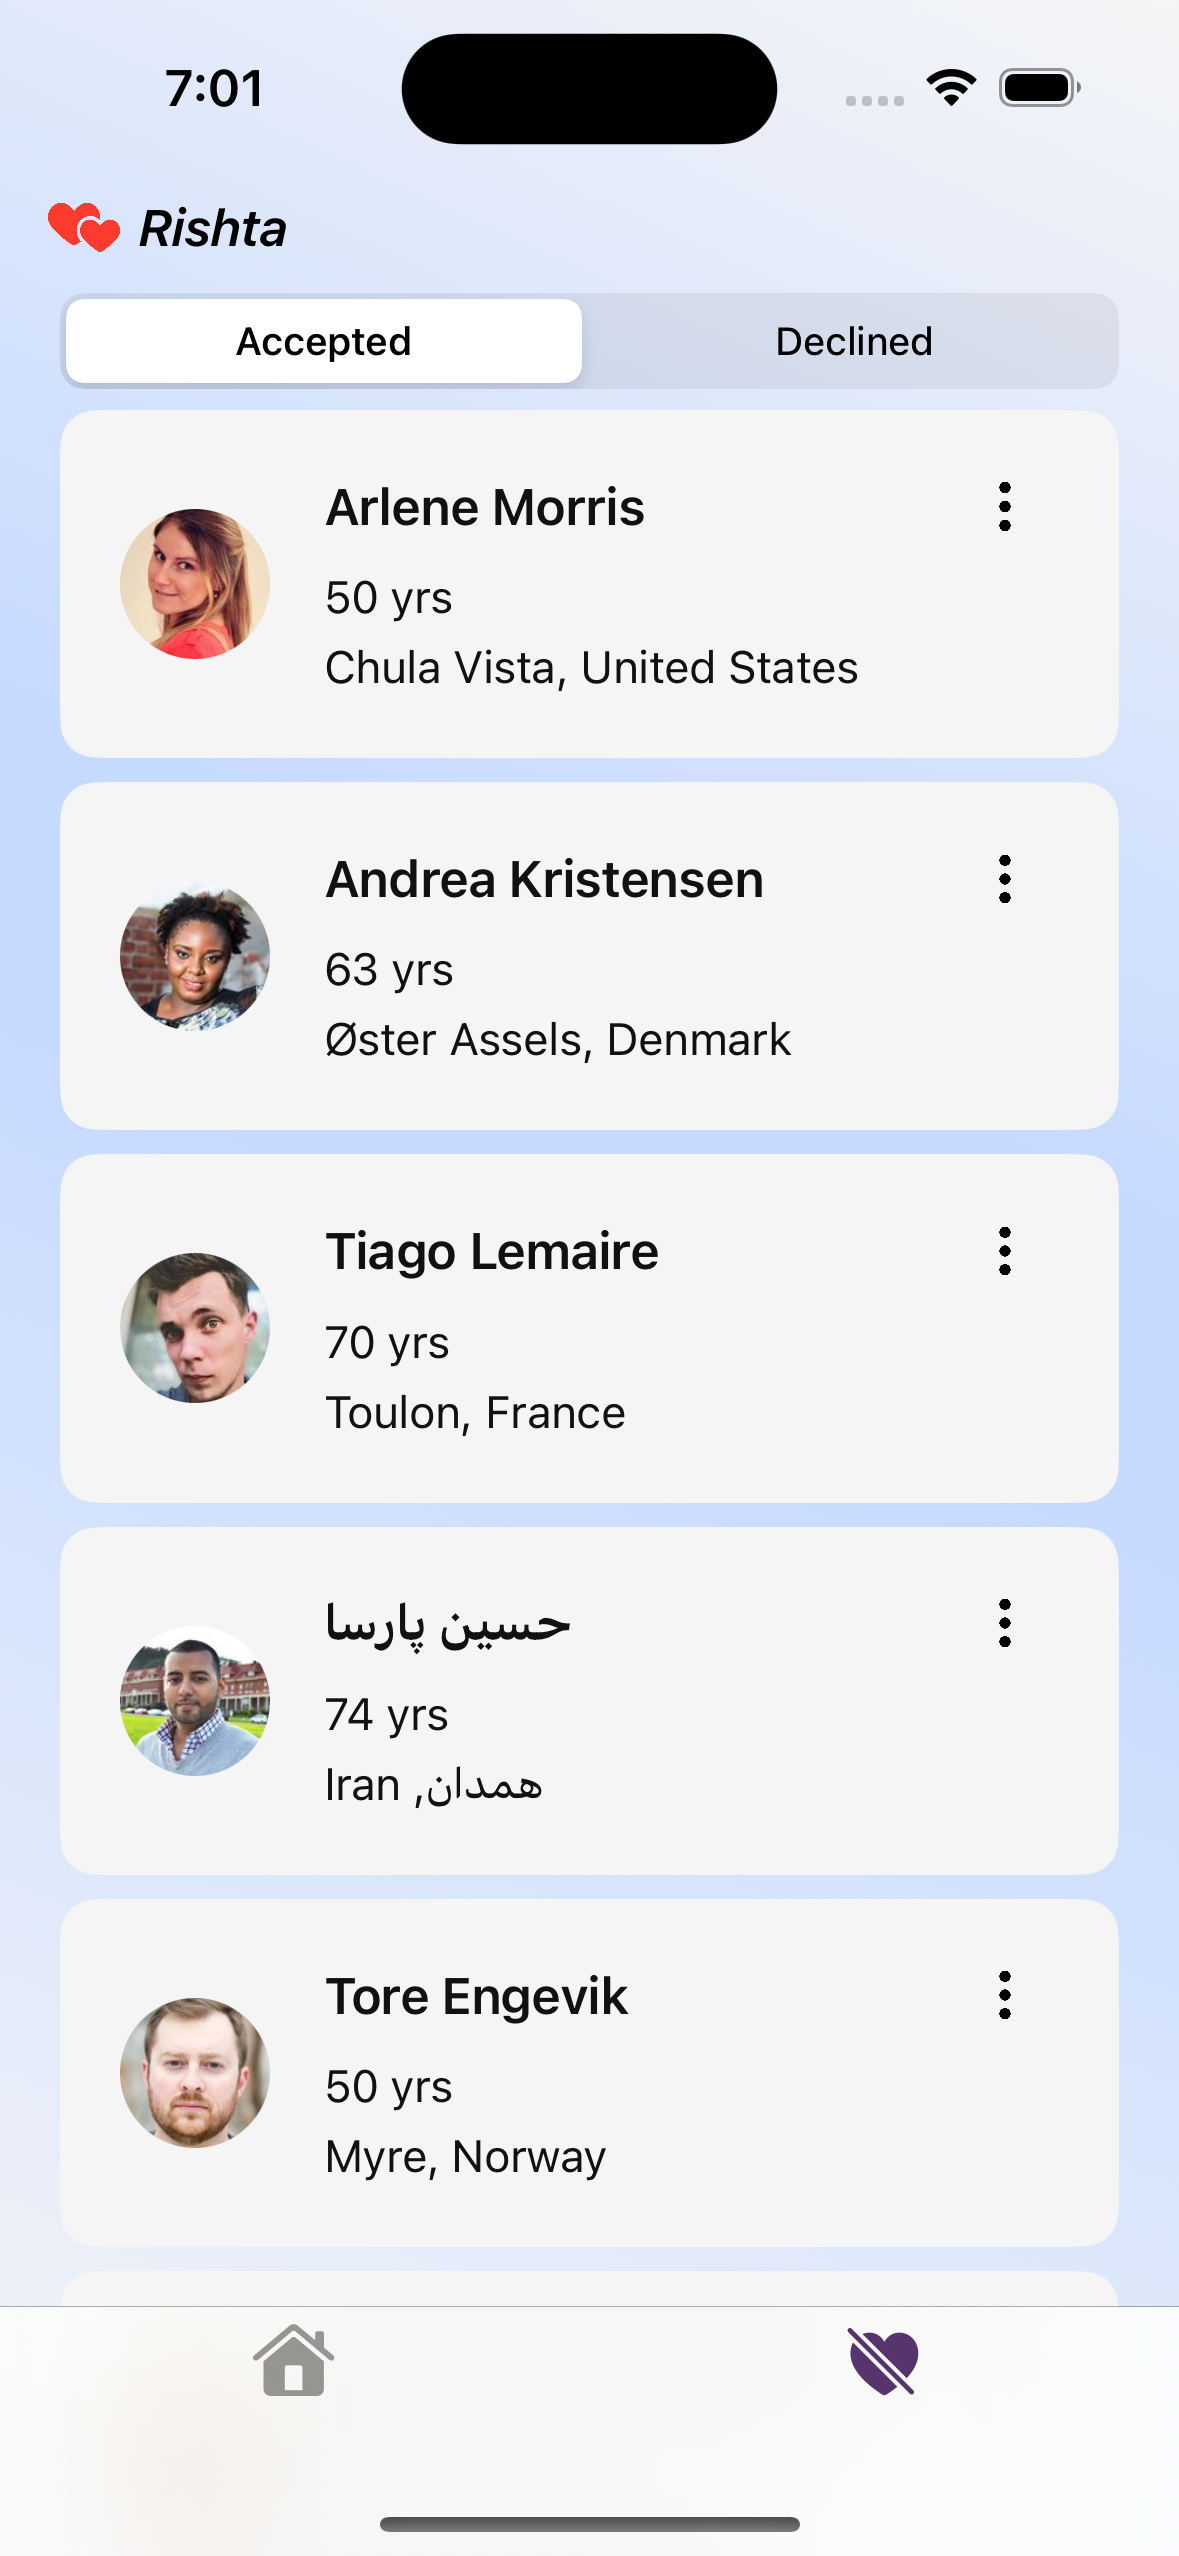 7:01
Rishta
Accepted
Declined
Arlene Morris
50 yrs
Chula Vista, United States
Andrea Kristensen
63 yrs
Øster Assels, Denmark
Tiago Lemaire
70 yrs
Toulon, France
حسین پارسا
74 yrs
همدان, Iran
Tore Engevik
50 yrs
Myre, Norway